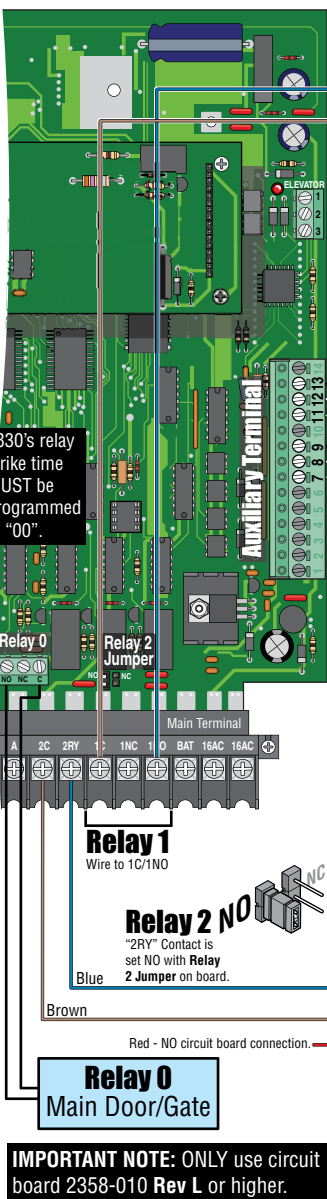 ELEVATOR
1
2
3
Auxiliary Terminal
14
13
12
11
10
9
8
7
6
5
4
3
2
1
830's relay
rike time
UST be
rogrammed
"00".
Relay 0
NO NC C
Relay 2
Jumper
NO NC
Main Terminal
A 2C 2RY 1C 1NC 1NO BAT 16AC 16AC
Relay 1
Wire to 1C/1NO
Relay 2 NO NC
"2RY" Contact is
set NO with Relay
2 Jumper on board.
Blue
Brown
Red - NO circuit board connection.
Relay 0
Main Door/Gate
IMPORTANT NOTE: ONLY use circuit
board 2358-010 Rev L or higher.